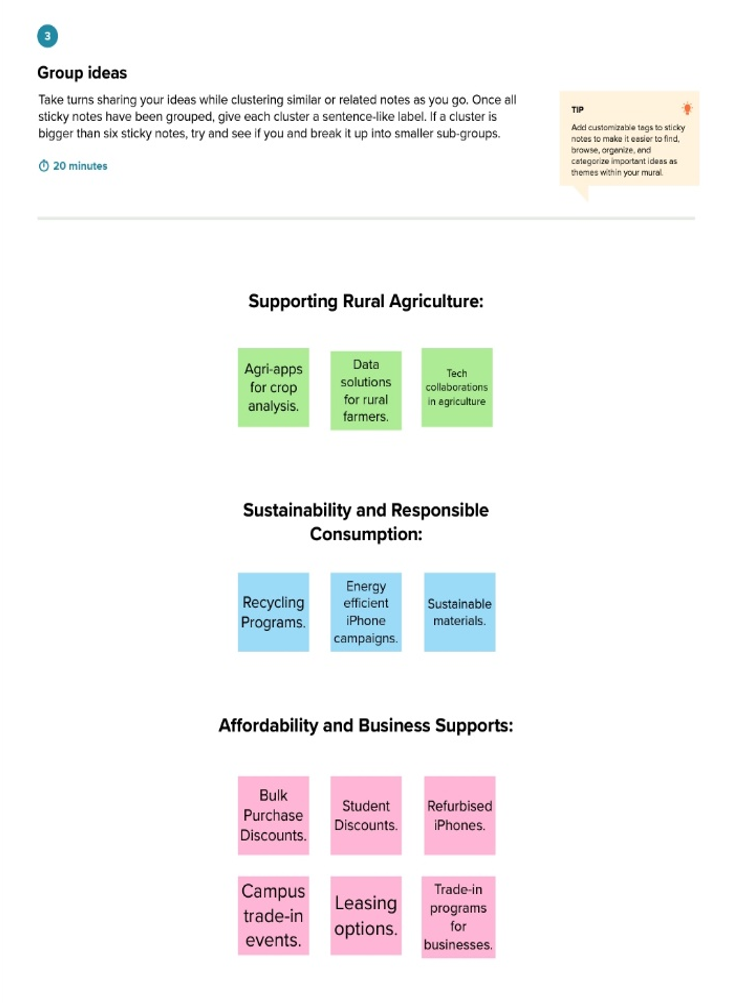 3
Group ideas
Take turns sharing your ideas while clustering similar or related notes as you go. Once all
sticky notes have been grouped, give each cluster a sentence-like label. If a cluster is
bigger than six sticky notes, try and see if you and break it up into smaller sub-groups.
20 minutes
TIP
Add customizable tags to sticky
notes to make it easier to find,
browse, organize, and
categorize important ideas as
themes within your mural.
Supporting Rural Agriculture:
Agri-apps
for crop
analysis.
Data
solutions
for rural
farmers.
Tech
collaborations
in agriculture
Sustainability and Responsible
Consumption:
Recycling
Programs.
Energy
efficient
iPhone
campaigns.
Sustainable
materials.
Affordability and Business Supports:
Bulk
Purchase
Discounts.
Student
Discounts.
Refurbised
iPhones.
Campus
trade-in
events.
Leasing
options.
Trade-in
programs
for
businesses.